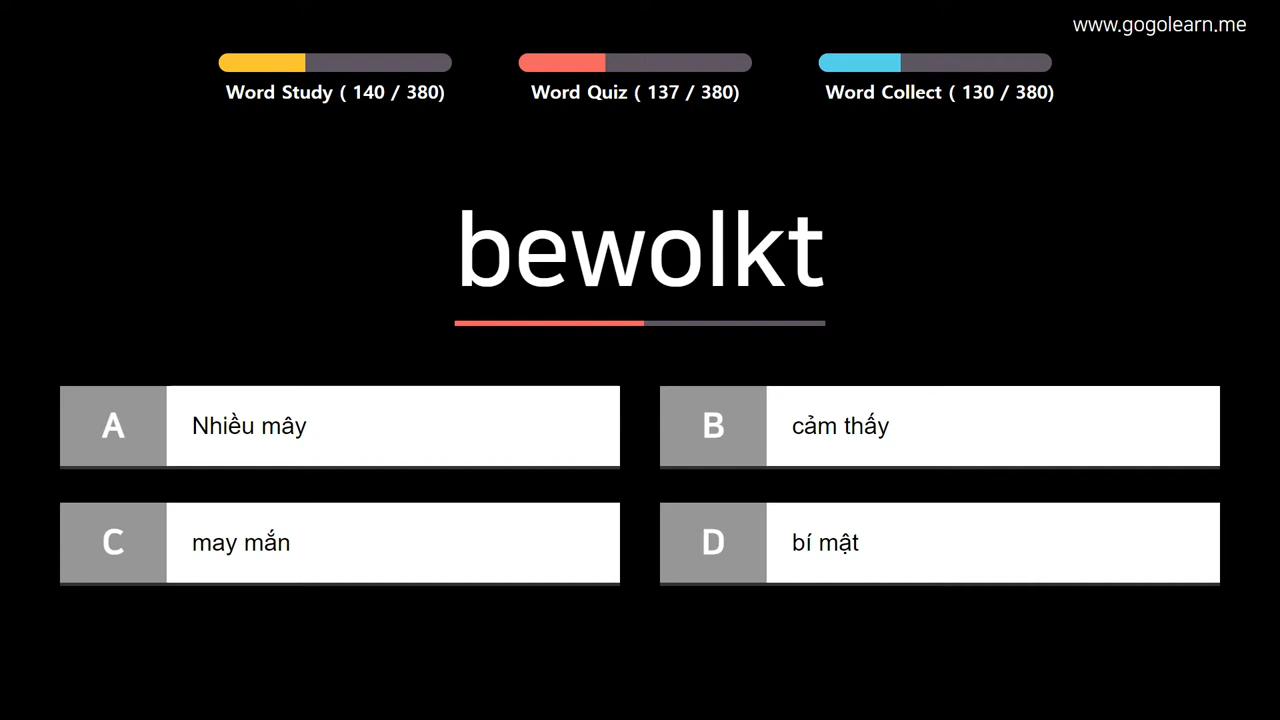 www.gogolearn.me
Word Study ( 140 / 380)
Word Quiz ( 137 / 380)
Word Collect ( 130 / 380)
bewolkt
A
Nhiều mây
B
cảm thấy
C
may mắn
D
bí mật